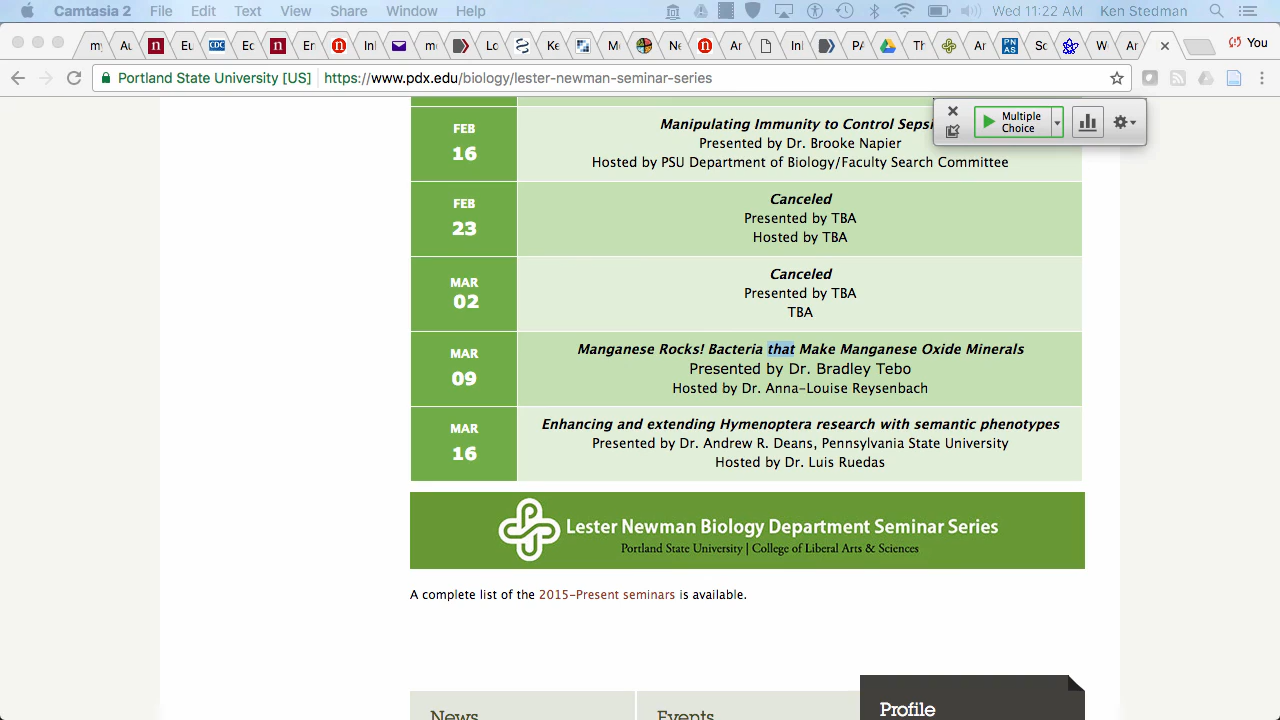 Camtasia 2 File Edit Text View Share Window Help Wed 11:22 AM Ken Stedman
You
Portland State University [US] https://www.pdx.edu/biology/lester-newman-seminar-series
Multiple
Choice
FEB
16
Manipulating Immunity to Control
Presented by Dr. Brooke Napier
Hosted by PSU Department of Biology/Faculty Search Committee
FEB
23
Canceled
Presented by TBA
Hosted by TBA
MAR
02
Canceled
Presented by TBA
TBA
MAR
09
Manganese Rocks! Bacteria that Make Manganese Oxide Minerals
Presented by Dr. Bradley Tebo
Hosted by Dr. Anna-Louise Reysenbach
MAR
16
Enhancing and extending Hymenoptera research with semantic phenotypes
Presented by Dr. Andrew R. Deans, Pennsylvania State University
Hosted by Dr. Luis Ruedas
Lester Newman Biology Department Seminar Series
Portland State University | College of Liberal Arts & Sciences
A complete list of the 2015-Present seminars is available.
News Events Profile